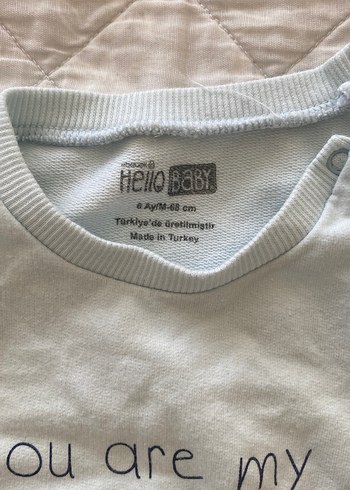 Hello BABY
6 Ay/M-68 cm
Türkiye'de üretilmiştir
Made in Turkey
ou are my